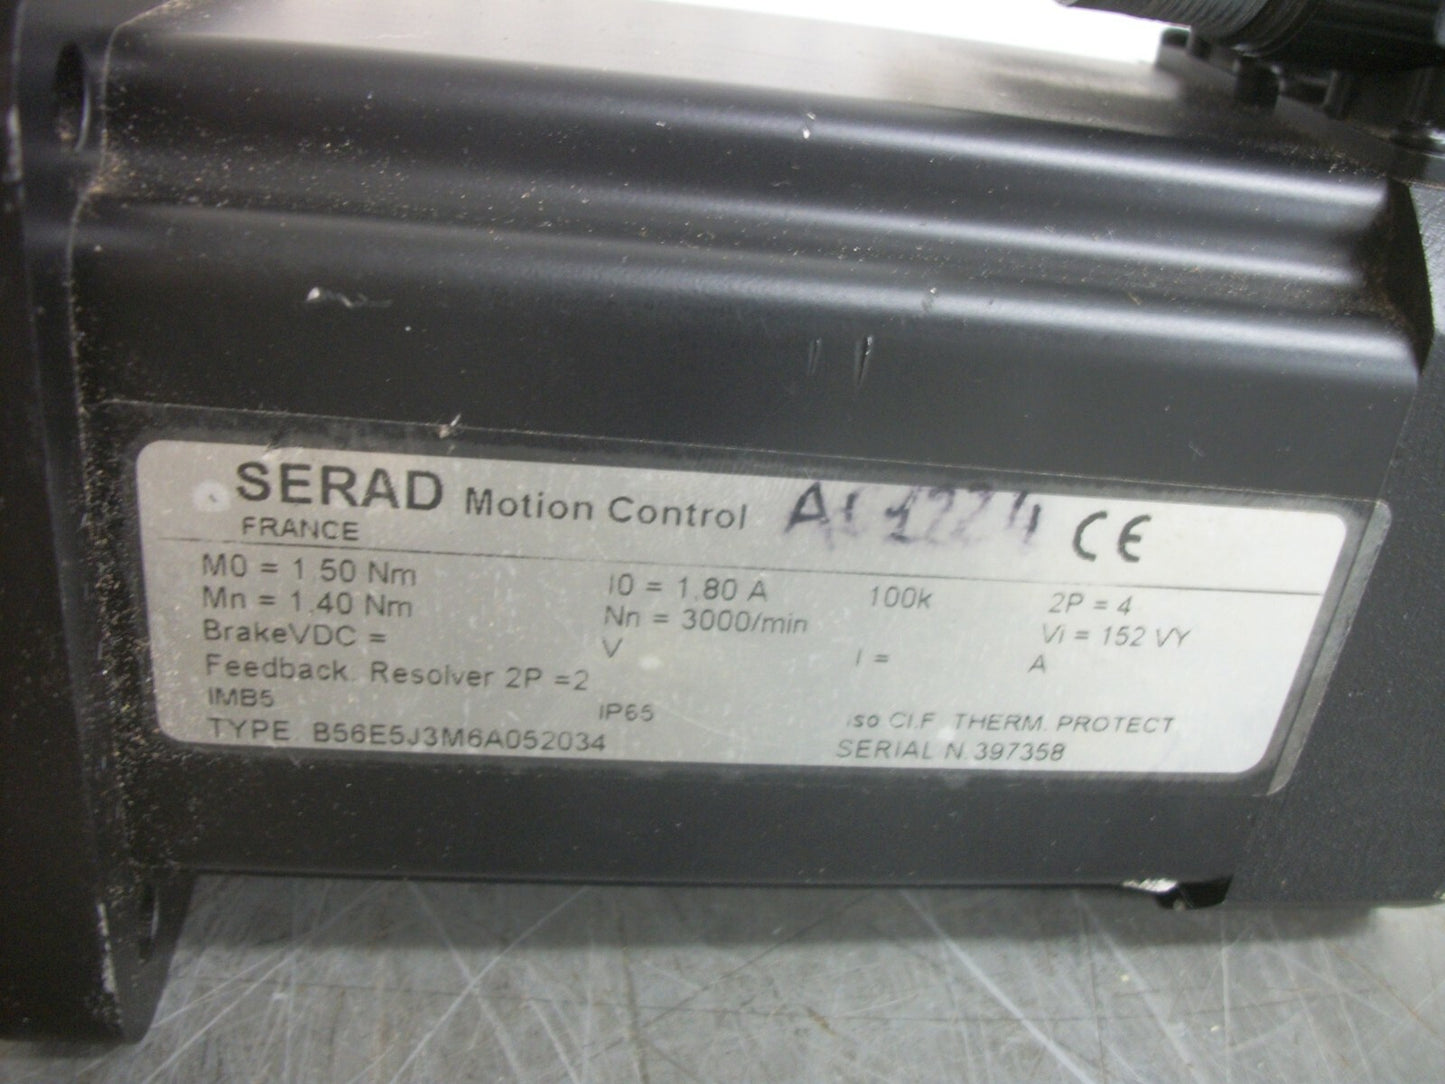 SERAD Motion Control CE
FRANCE
M0 = 1.50 Nm I0 = 1.80 A 100k 2P = 4
Mn = 1.40 Nm Nn = 3000/min Vi = 152 VY
BrakeVDC = V I = A
Feedback: Resolver 2P =2
IMB5 IP65 iso Cl.F. THERM. PROTECT.
TYPE. B56E5J3M6A052034 SERIAL N.397358